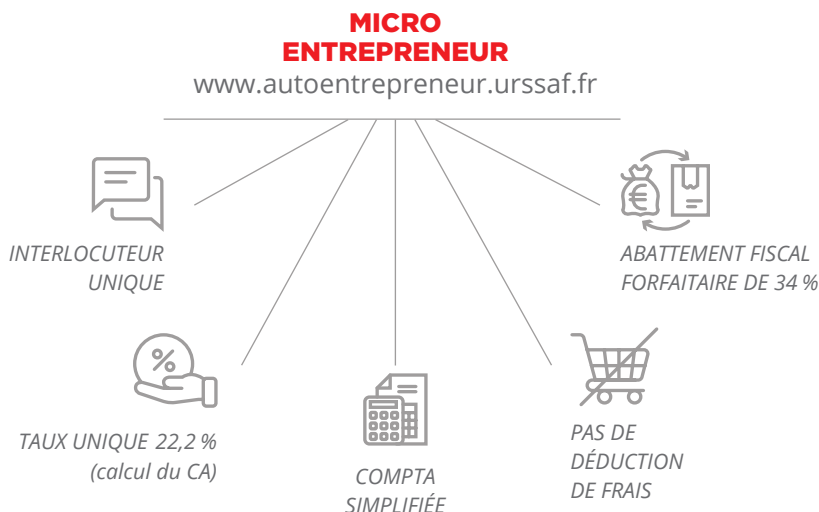 MICRO
ENTREPRENEUR
www.autoentrepreneur.urssaf.fr
INTERLOCUTEUR
UNIQUE
€
ABATTEMENT FISCAL
FORFAITAIRE DE 34 %
%
TAUX UNIQUE 22,2 %
(calcul du CA)
COMPTA
SIMPLIFIÉE
PAS DE
DÉDUCTION
DE FRAIS